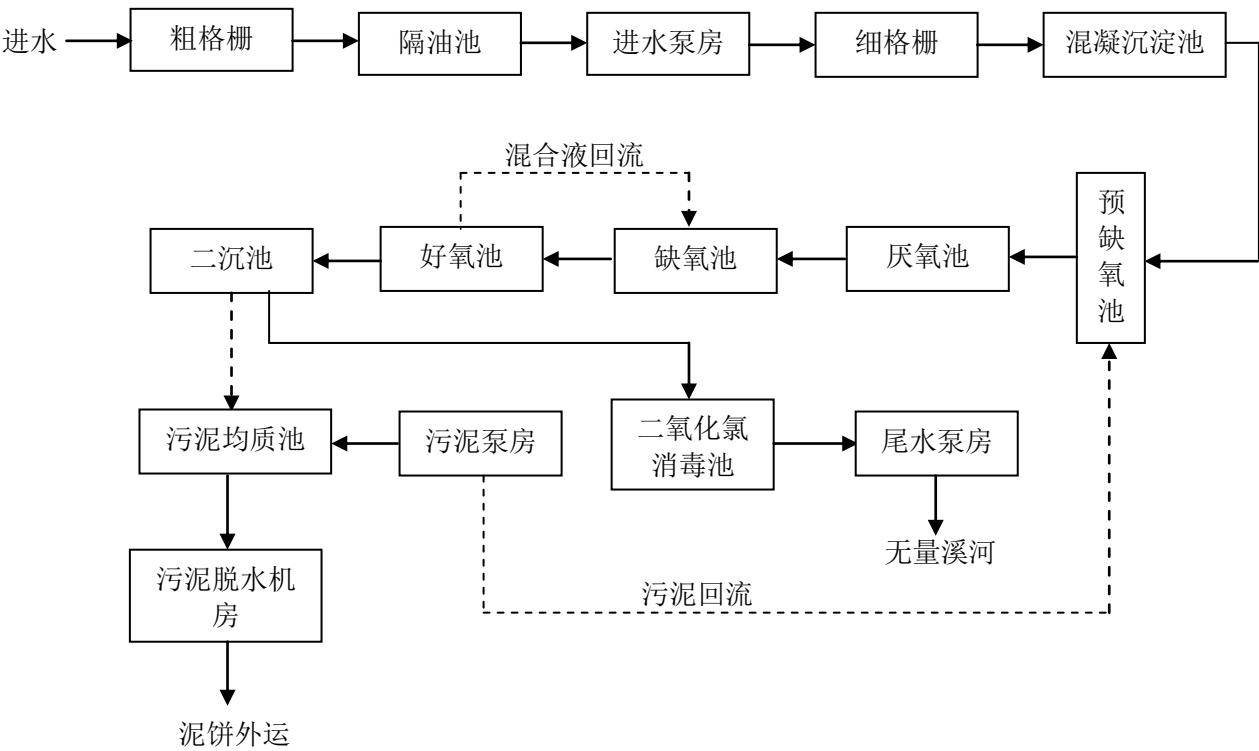 进水
粗格栅
隔油池
进水泵房
细格栅
混凝沉淀池
混合液回流
二沉池
好氧池
缺氧池
厌氧池
预
缺
氧
池
污泥均质池
污泥泵房
二氧化氯
消毒池
尾水泵房
无量溪河
污泥脱水机
房
污泥回流
泥饼外运